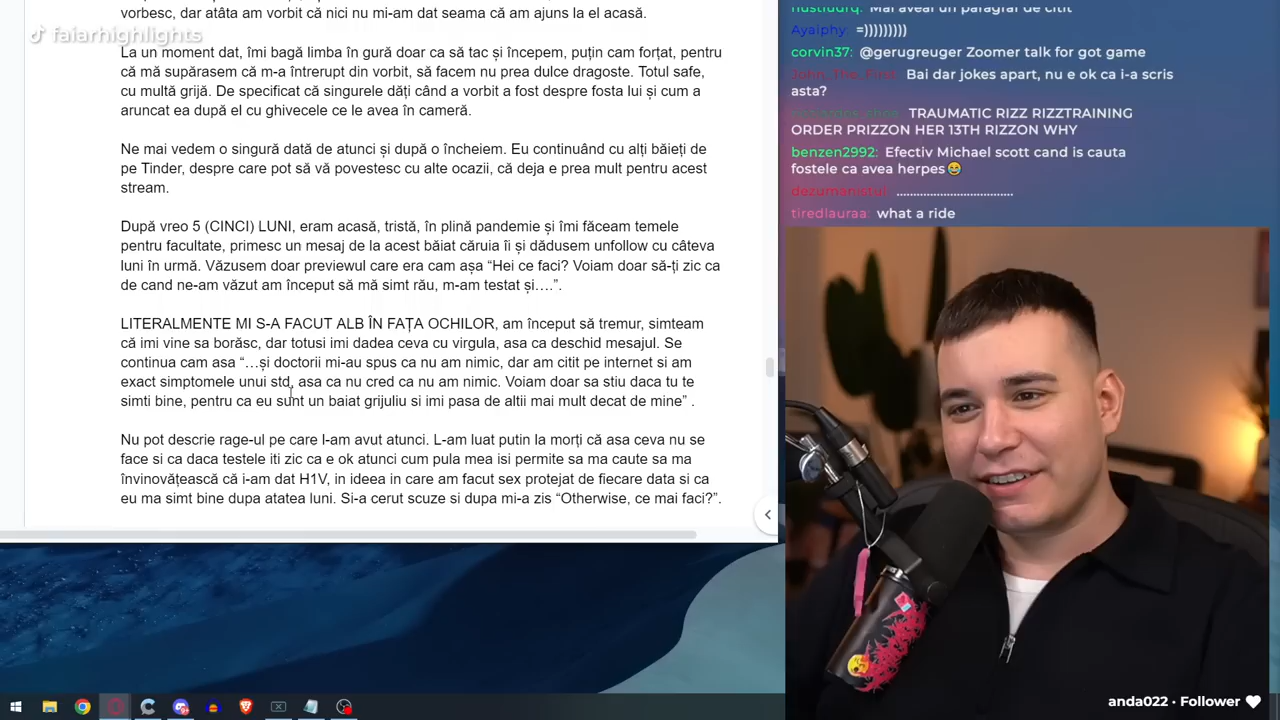 vorbesc, dar atâta am vorbit că nici nu mi-am dat seama că am ajuns la el acasă.
faiarhighlights
La un moment dat, îmi bagă limba în gură doar ca să tac și începem, puțin cam forțat, pentru
că mă supărasem că m-a întrerupt din vorbit, să facem nu prea dulce dragoste. Totul safe,
cu multă grijă. De specificat că singurele dăți când a vorbit a fost despre fosta lui și cum a
aruncat ea după el cu ghivecele ce le avea în cameră.
Ne mai vedem o singură dată de atunci și după o încheiem. Eu continuând cu alți băieți de
pe Tinder, despre care pot să vă povestesc cu alte ocazii, că deja e prea mult pentru acest
stream.
După vreo 5 (CINCI) LUNI, eram acasă, tristă, în plină pandemie și îmi făceam temele
pentru facultate, primesc un mesaj de la acest băiat căruia îi și dădusem unfollow cu câteva
luni în urmă. Văzusem doar previewul care era cam așa “Hei ce faci? Voiam doar să-ți zic ca
de cand ne-am văzut am început să mă simt rău, m-am testat și….”.
LITERALMENTE MI S-A FACUT ALB ÎN FAȚA OCHILOR, am început să tremur, simteam
că imi vine sa borăsc, dar totusi imi dadea ceva cu virgula, asa ca deschid mesajul. Se
continua cam asa “…și doctorii mi-au spus ca nu am nimic, dar am citit pe internet si am
exact simptomele unui std, asa ca nu cred ca nu am nimic. Voiam doar sa stiu daca tu te
simti bine, pentru ca eu sunt un baiat grijuliu si imi pasa de altii mai mult decat de mine” .
Nu pot descrie rage-ul pe care l-am avut atunci. L-am luat putin la morți că asa ceva nu se
face si ca daca testele iti zic ca e ok atunci cum pula mea isi permite sa ma caute sa ma
învinovățească că i-am dat H1V, in ideea in care am facut sex protejat de fiecare data si ca
eu ma simt bine dupa atatea luni. Si-a cerut scuze si dupa mi-a zis “Otherwise, ce mai faci?”.
Mai aveai un paragraf de citit
Ayaiphy: =)))))))))
corvin37: @gerugreuger Zoomer talk for got game
John_The_First: Bai dar jokes apart, nu e ok ca i-a scris
asta?
TRAUMATIC RIZZ RIZZTRAINING
ORDER PRIZZON HER 13TH RIZZON WHY
benzen2992: Efectiv Michael scott cand is cauta
fostele ca avea herpes😂
dezumanistul: ....................................
tiredlauraa: what a ride
anda022 · Follower